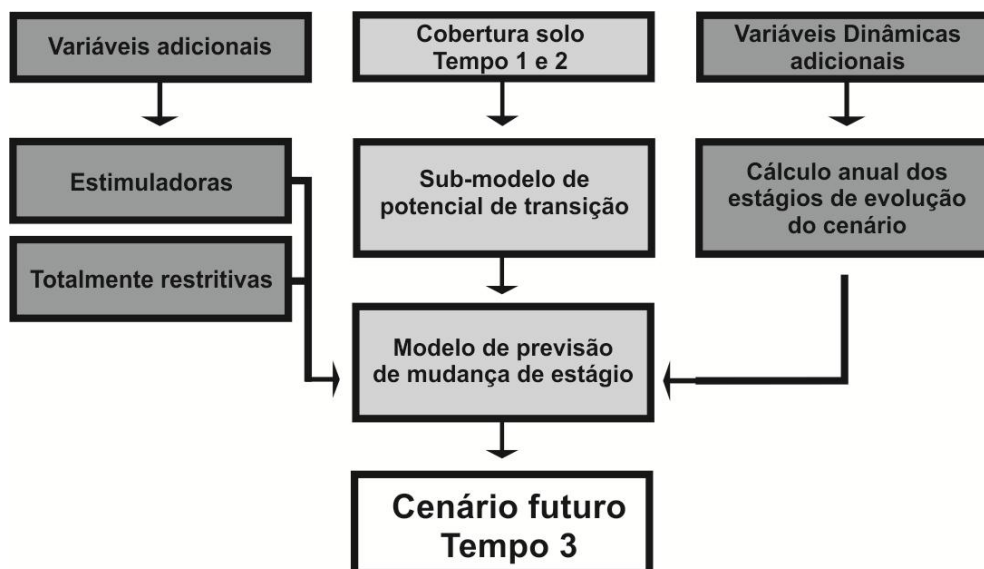 Variáveis adicionais
Cobertura solo
Tempo 1 e 2
Variáveis Dinâmicas
adicionais
Estimuladoras
Totalmente restritivas
Sub-modelo de
potencial de transição
Cálculo anual dos
estágios de evolução
do cenário
Modelo de previsão
de mudança de estágio
Cenário futuro
Tempo 3